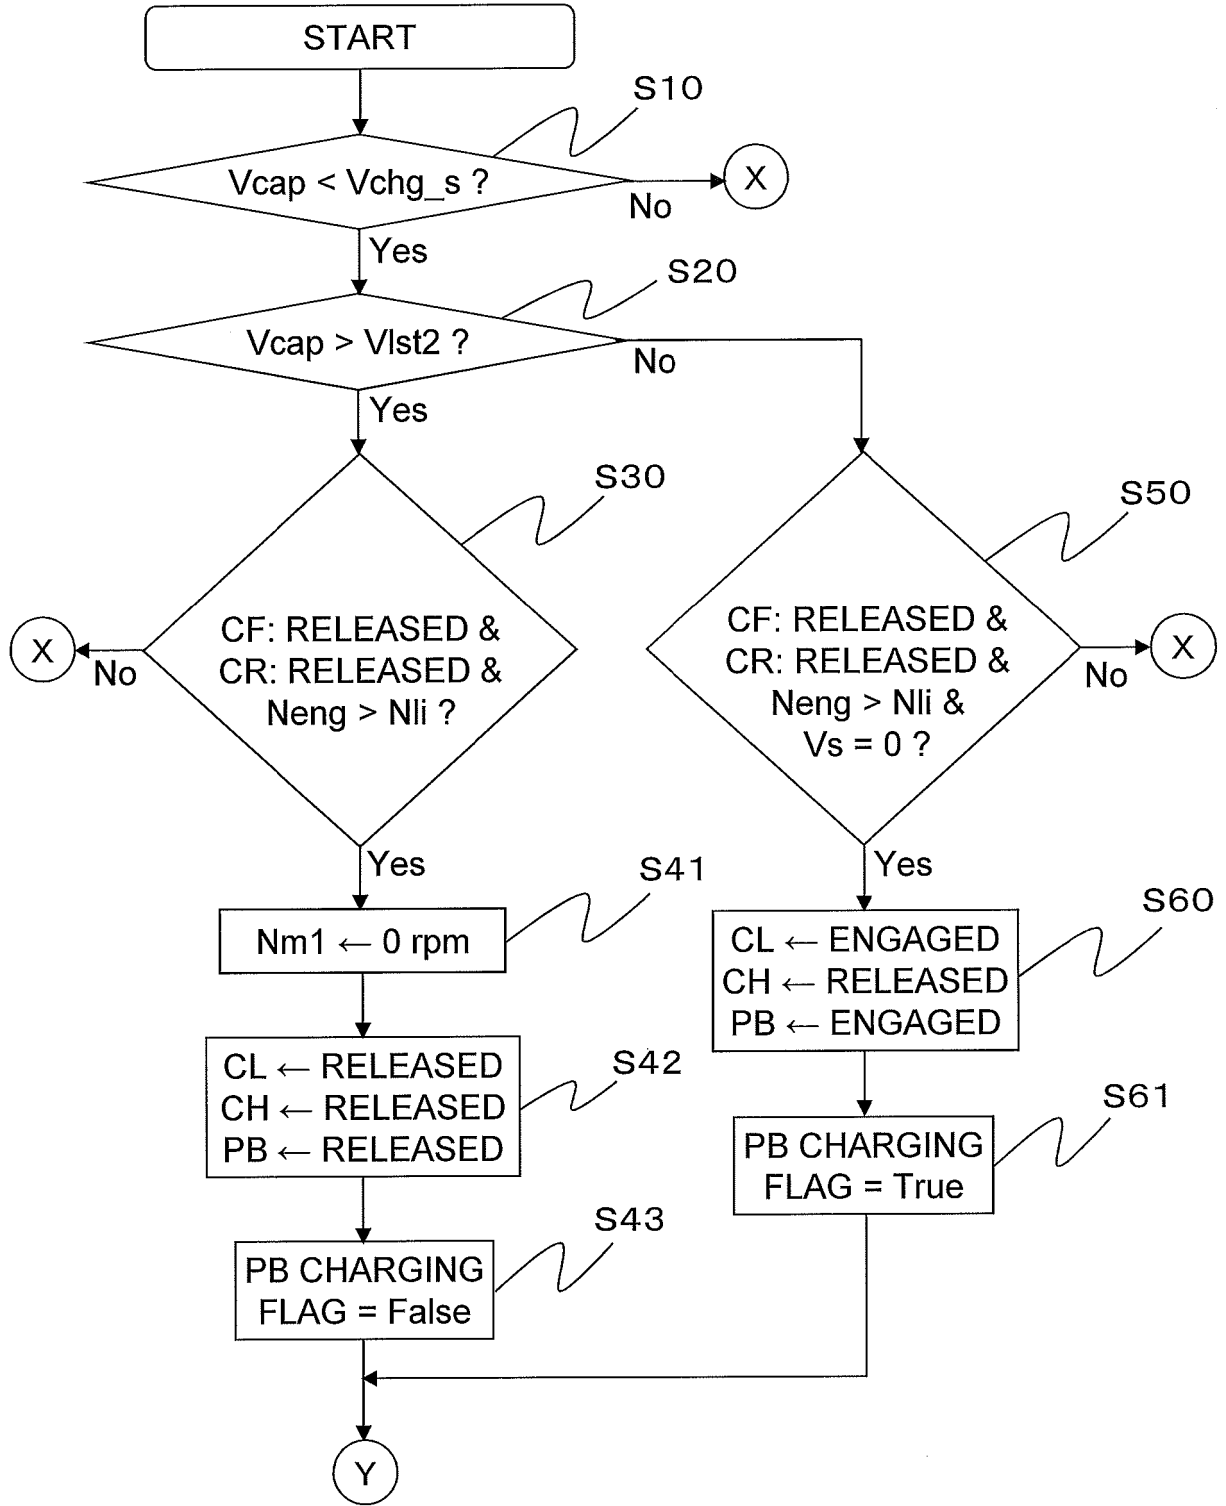 START
S10
Vcap < Vchg_s ?
X
No
Yes
S20
Vcap > Vlst2 ?
No
Yes
S30
CF: RELEASED &
CR: RELEASED &
Neng > Nli ?
X
No
Yes
S50
CF: RELEASED &
CR: RELEASED &
Neng > Nli &
Vs = 0 ?
X
No
Yes
S41
Nm1 ← 0 rpm
S42
CL ← RELEASED
CH ← RELEASED
PB ← RELEASED
S43
PB CHARGING
FLAG = False
S60
CL ← ENGAGED
CH ← RELEASED
PB ← ENGAGED
S61
PB CHARGING
FLAG = True
Y